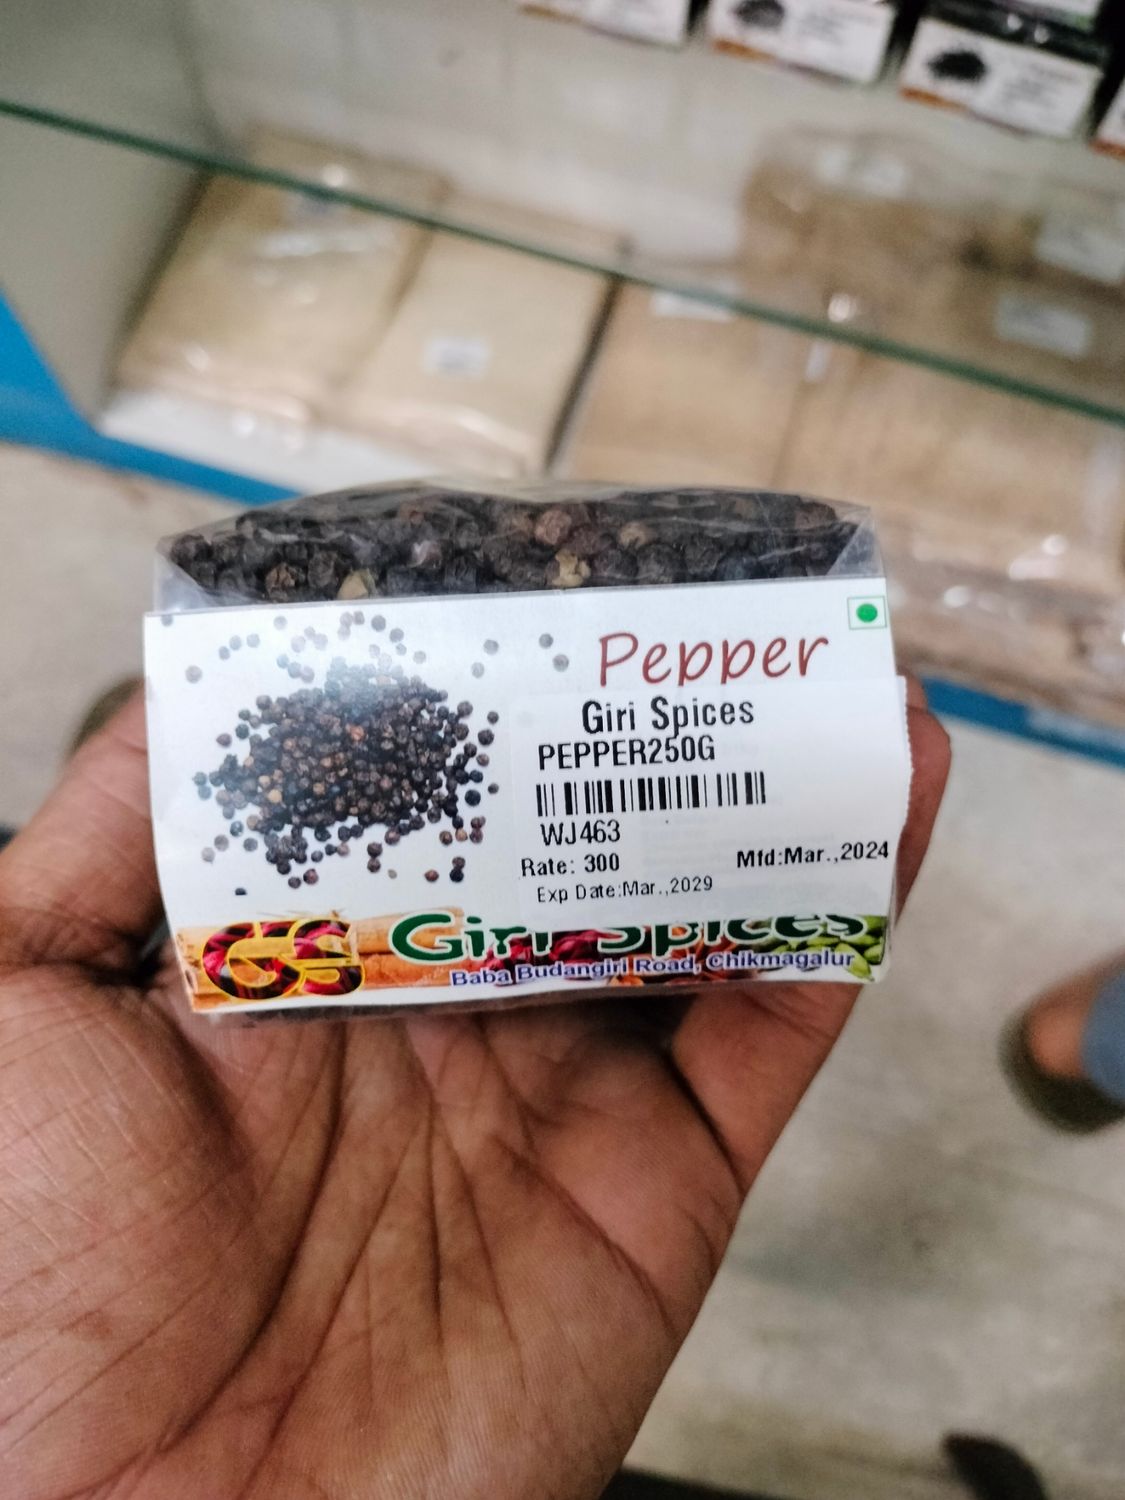 Pepper
Giri Spices
PEPPER250G
WJ463
Rate: 300 Mfd:Mar.,2024
Exp Date:Mar.,2029
GS Giri Spices
Baba Budangiri Road, Chikmagalur